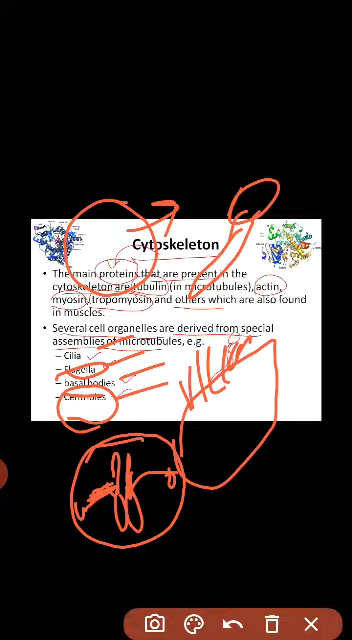 Cytoskeleton
• The main proteins that are present in the
cytoskeleton are tubulin (in microtubules), actin,
myosin, tropomyosin and others which are also found
in muscles.
• Several cell organelles are derived from special
assemblies of microtubules, e.g.
– Cilia
– Flagella
– basal bodies
– Centrioles